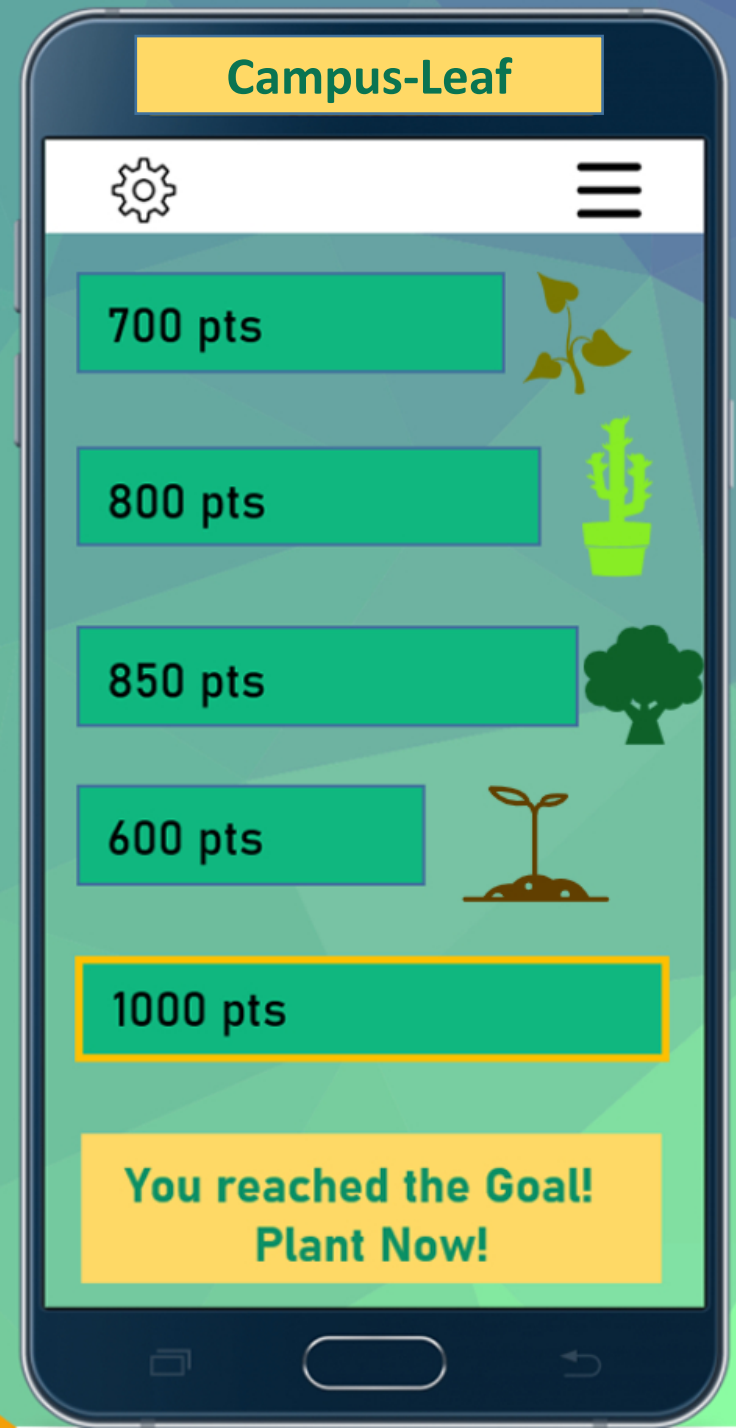 Campus-Leaf
700 pts
800 pts
850 pts
600 pts
1000 pts
You reached the Goal!
Plant Now!